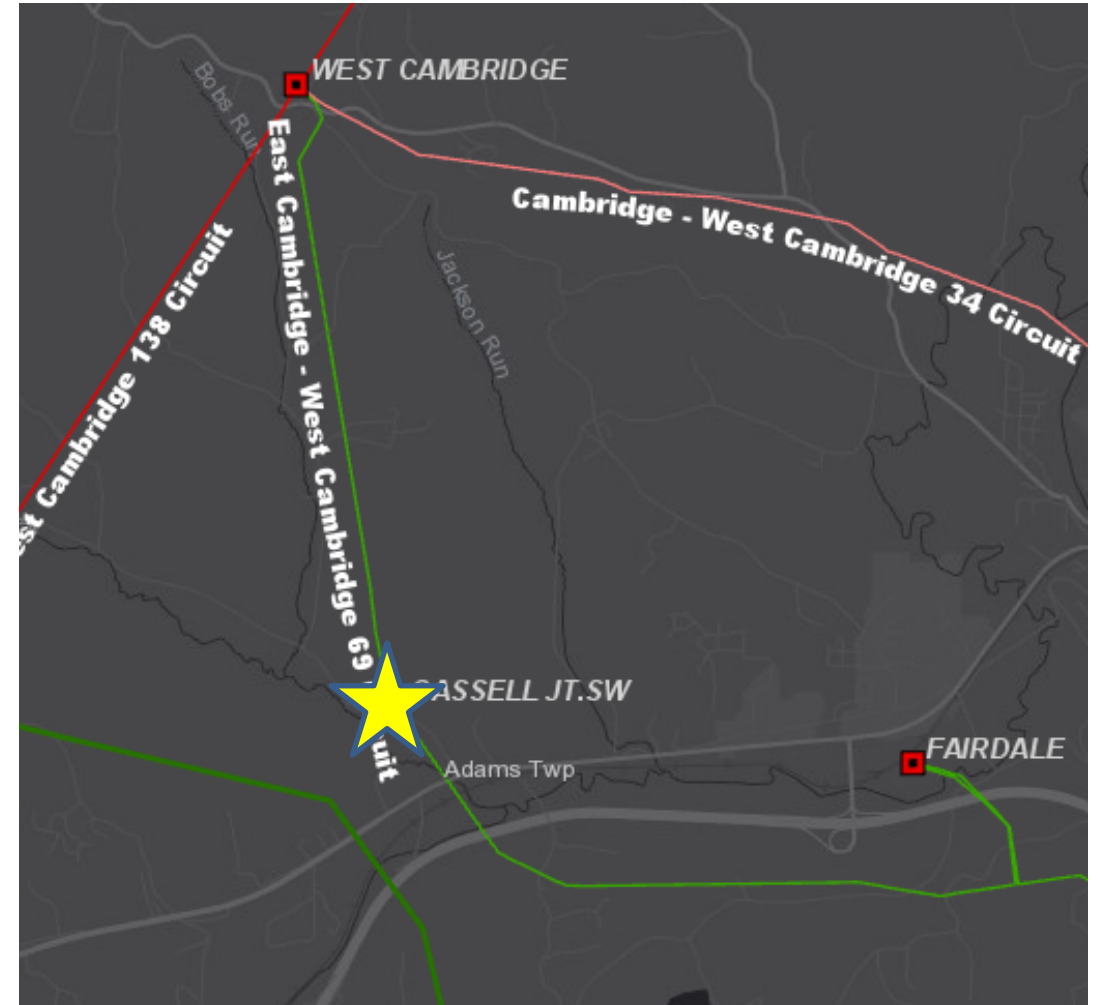 WEST CAMBRIDGE
Bobs Run
East Cambridge - West Cambridge 69
uit
Cambridge - West Cambridge 34 Circuit
Jackson Run
est Cambridge 138 Circuit
JT.SW
Adams Twp
FAIRDALE